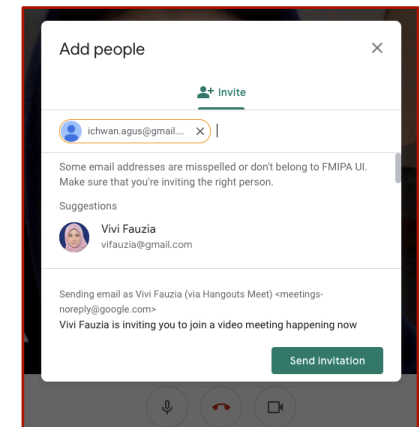 Add people
Invite
ichwan.agus@gmail....
Some email addresses are misspelled or don't belong to FMIPA UI.
Make sure that you're inviting the right person.
Suggestions
Vivi Fauzia
vifauzia@gmail.com
Sending email as Vivi Fauzia (via Hangouts Meet) <meetings-
noreply@google.com>
Vivi Fauzia is inviting you to join a video meeting happening now
Send invitation